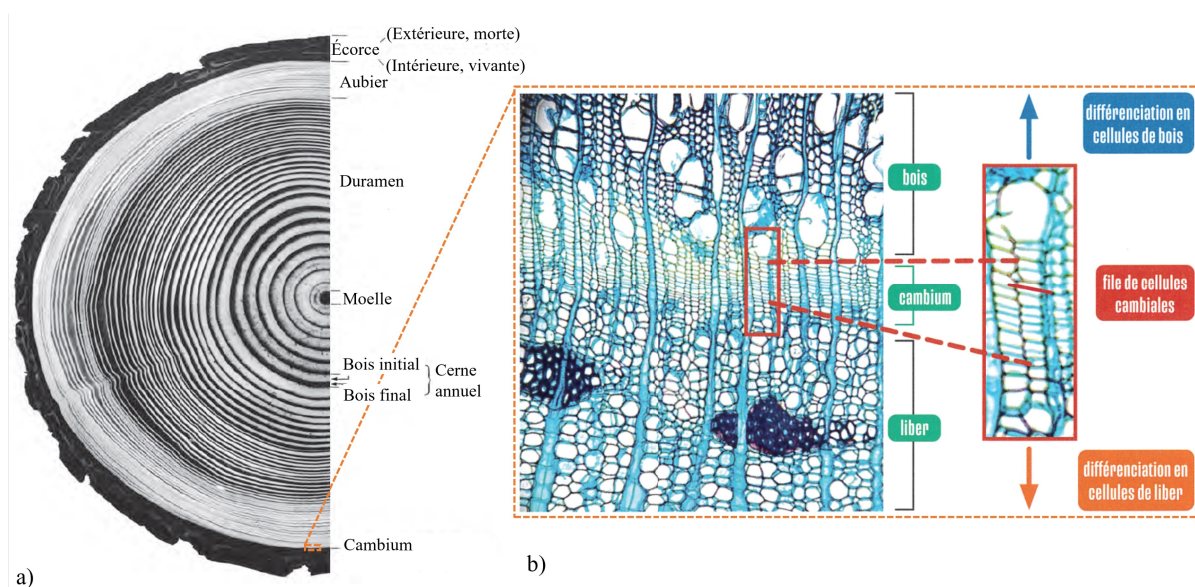 Écorce
(Extérieure, morte)
(Intérieure, vivante)
Aubier
Duramen
Moelle
Bois initial
Bois final
Cerne
annuel
Cambium
a)
bois
cambium
liber
différenciation en
cellules de bois
file de cellules
cambiales
différenciation en
cellules de liber
b)